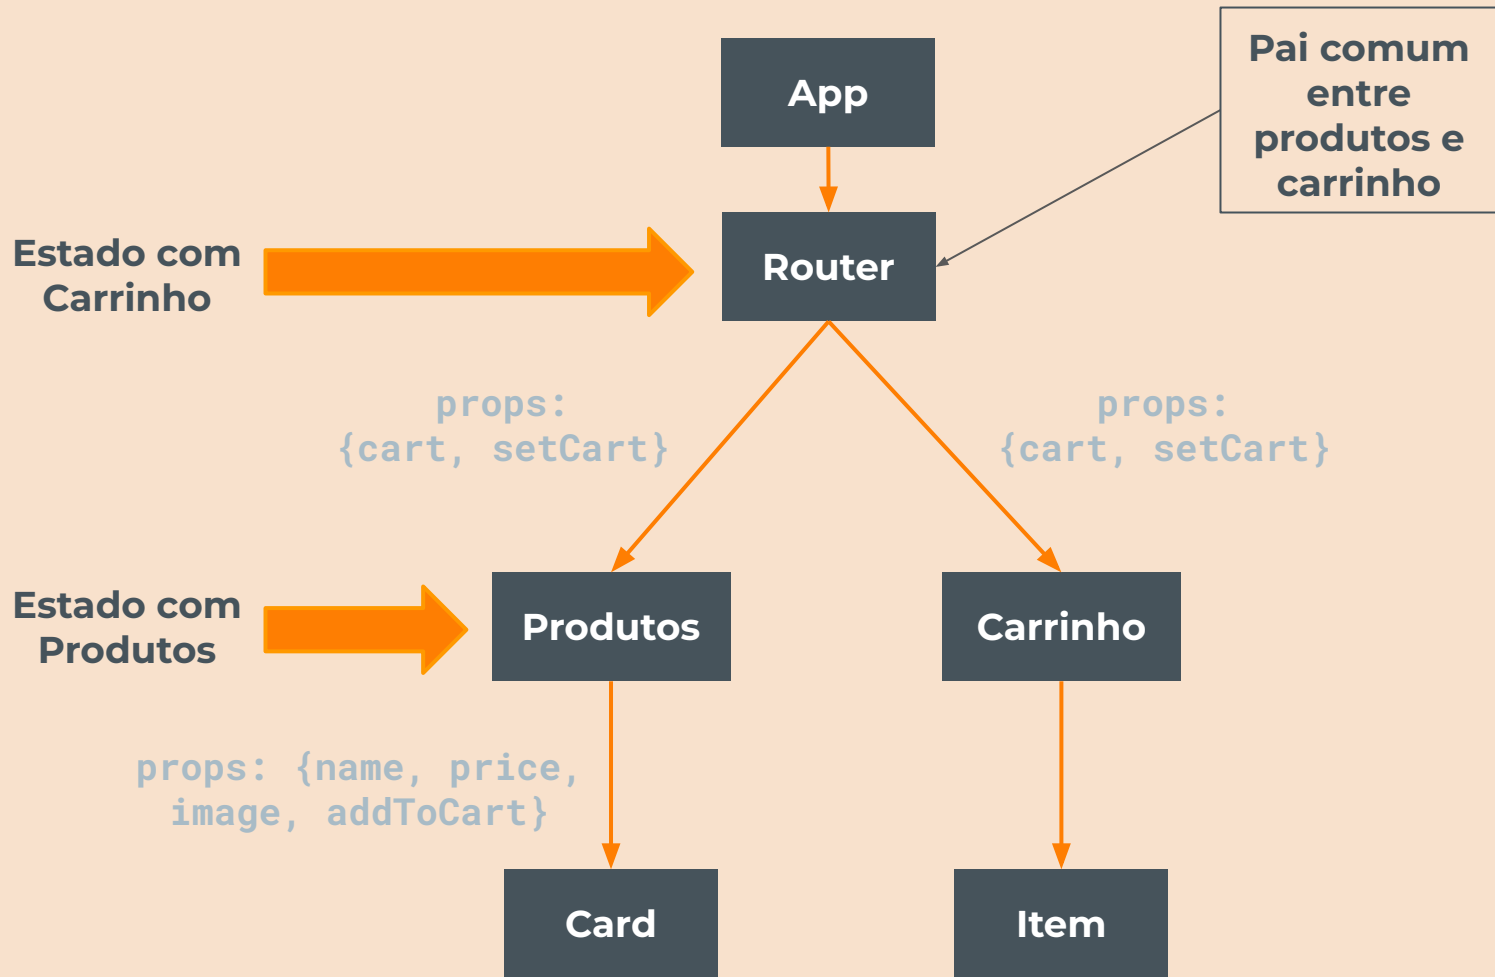 App
Pai comum
entre
produtos e
carrinho
Estado com
Carrinho
Router
props:
{cart, setCart}
props:
{cart, setCart}
Estado com
Produtos
Produtos
Carrinho
props: {name, price,
image, addToCart}
Card
Item